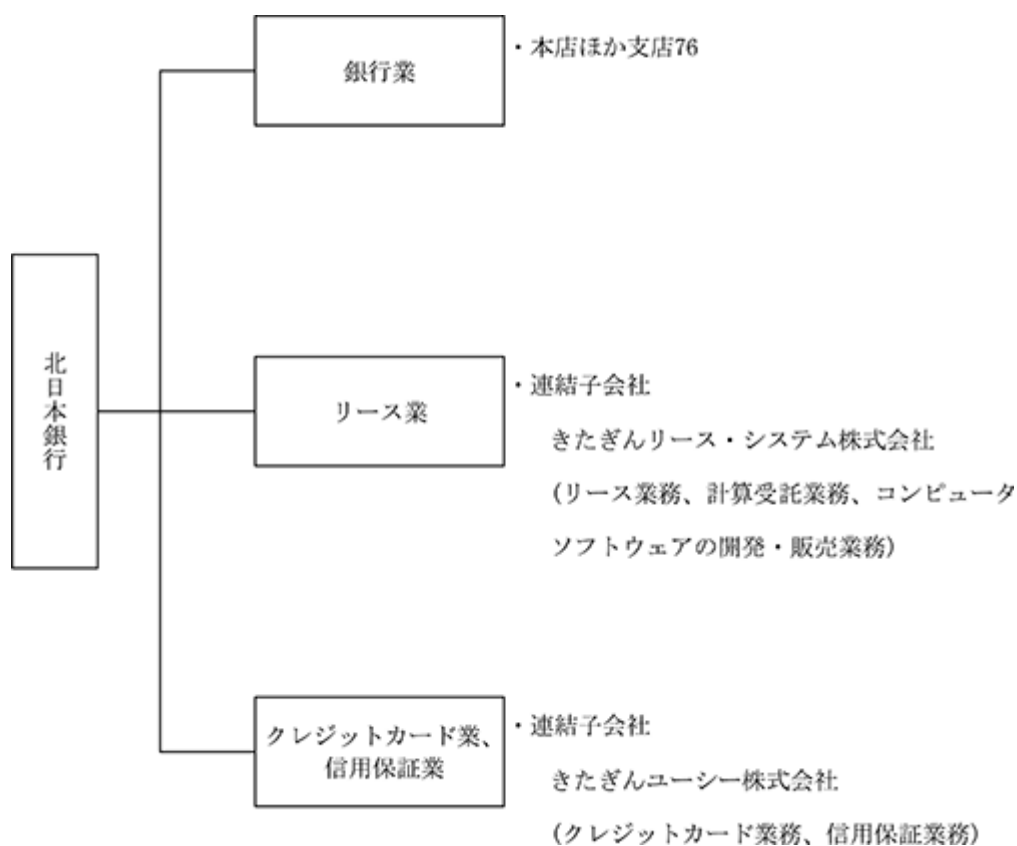 銀行業
・本店ほか支店76
北日本銀行
リース業
・連結子会社
きたぎんリース・システム株式会社
(リース業務、計算受託業務、コンピュータ
ソフトウェアの開発・販売業務)
クレジットカード業、
信用保証業
・連結子会社
きたぎんユーシー株式会社
(クレジットカード業務、信用保証業務)